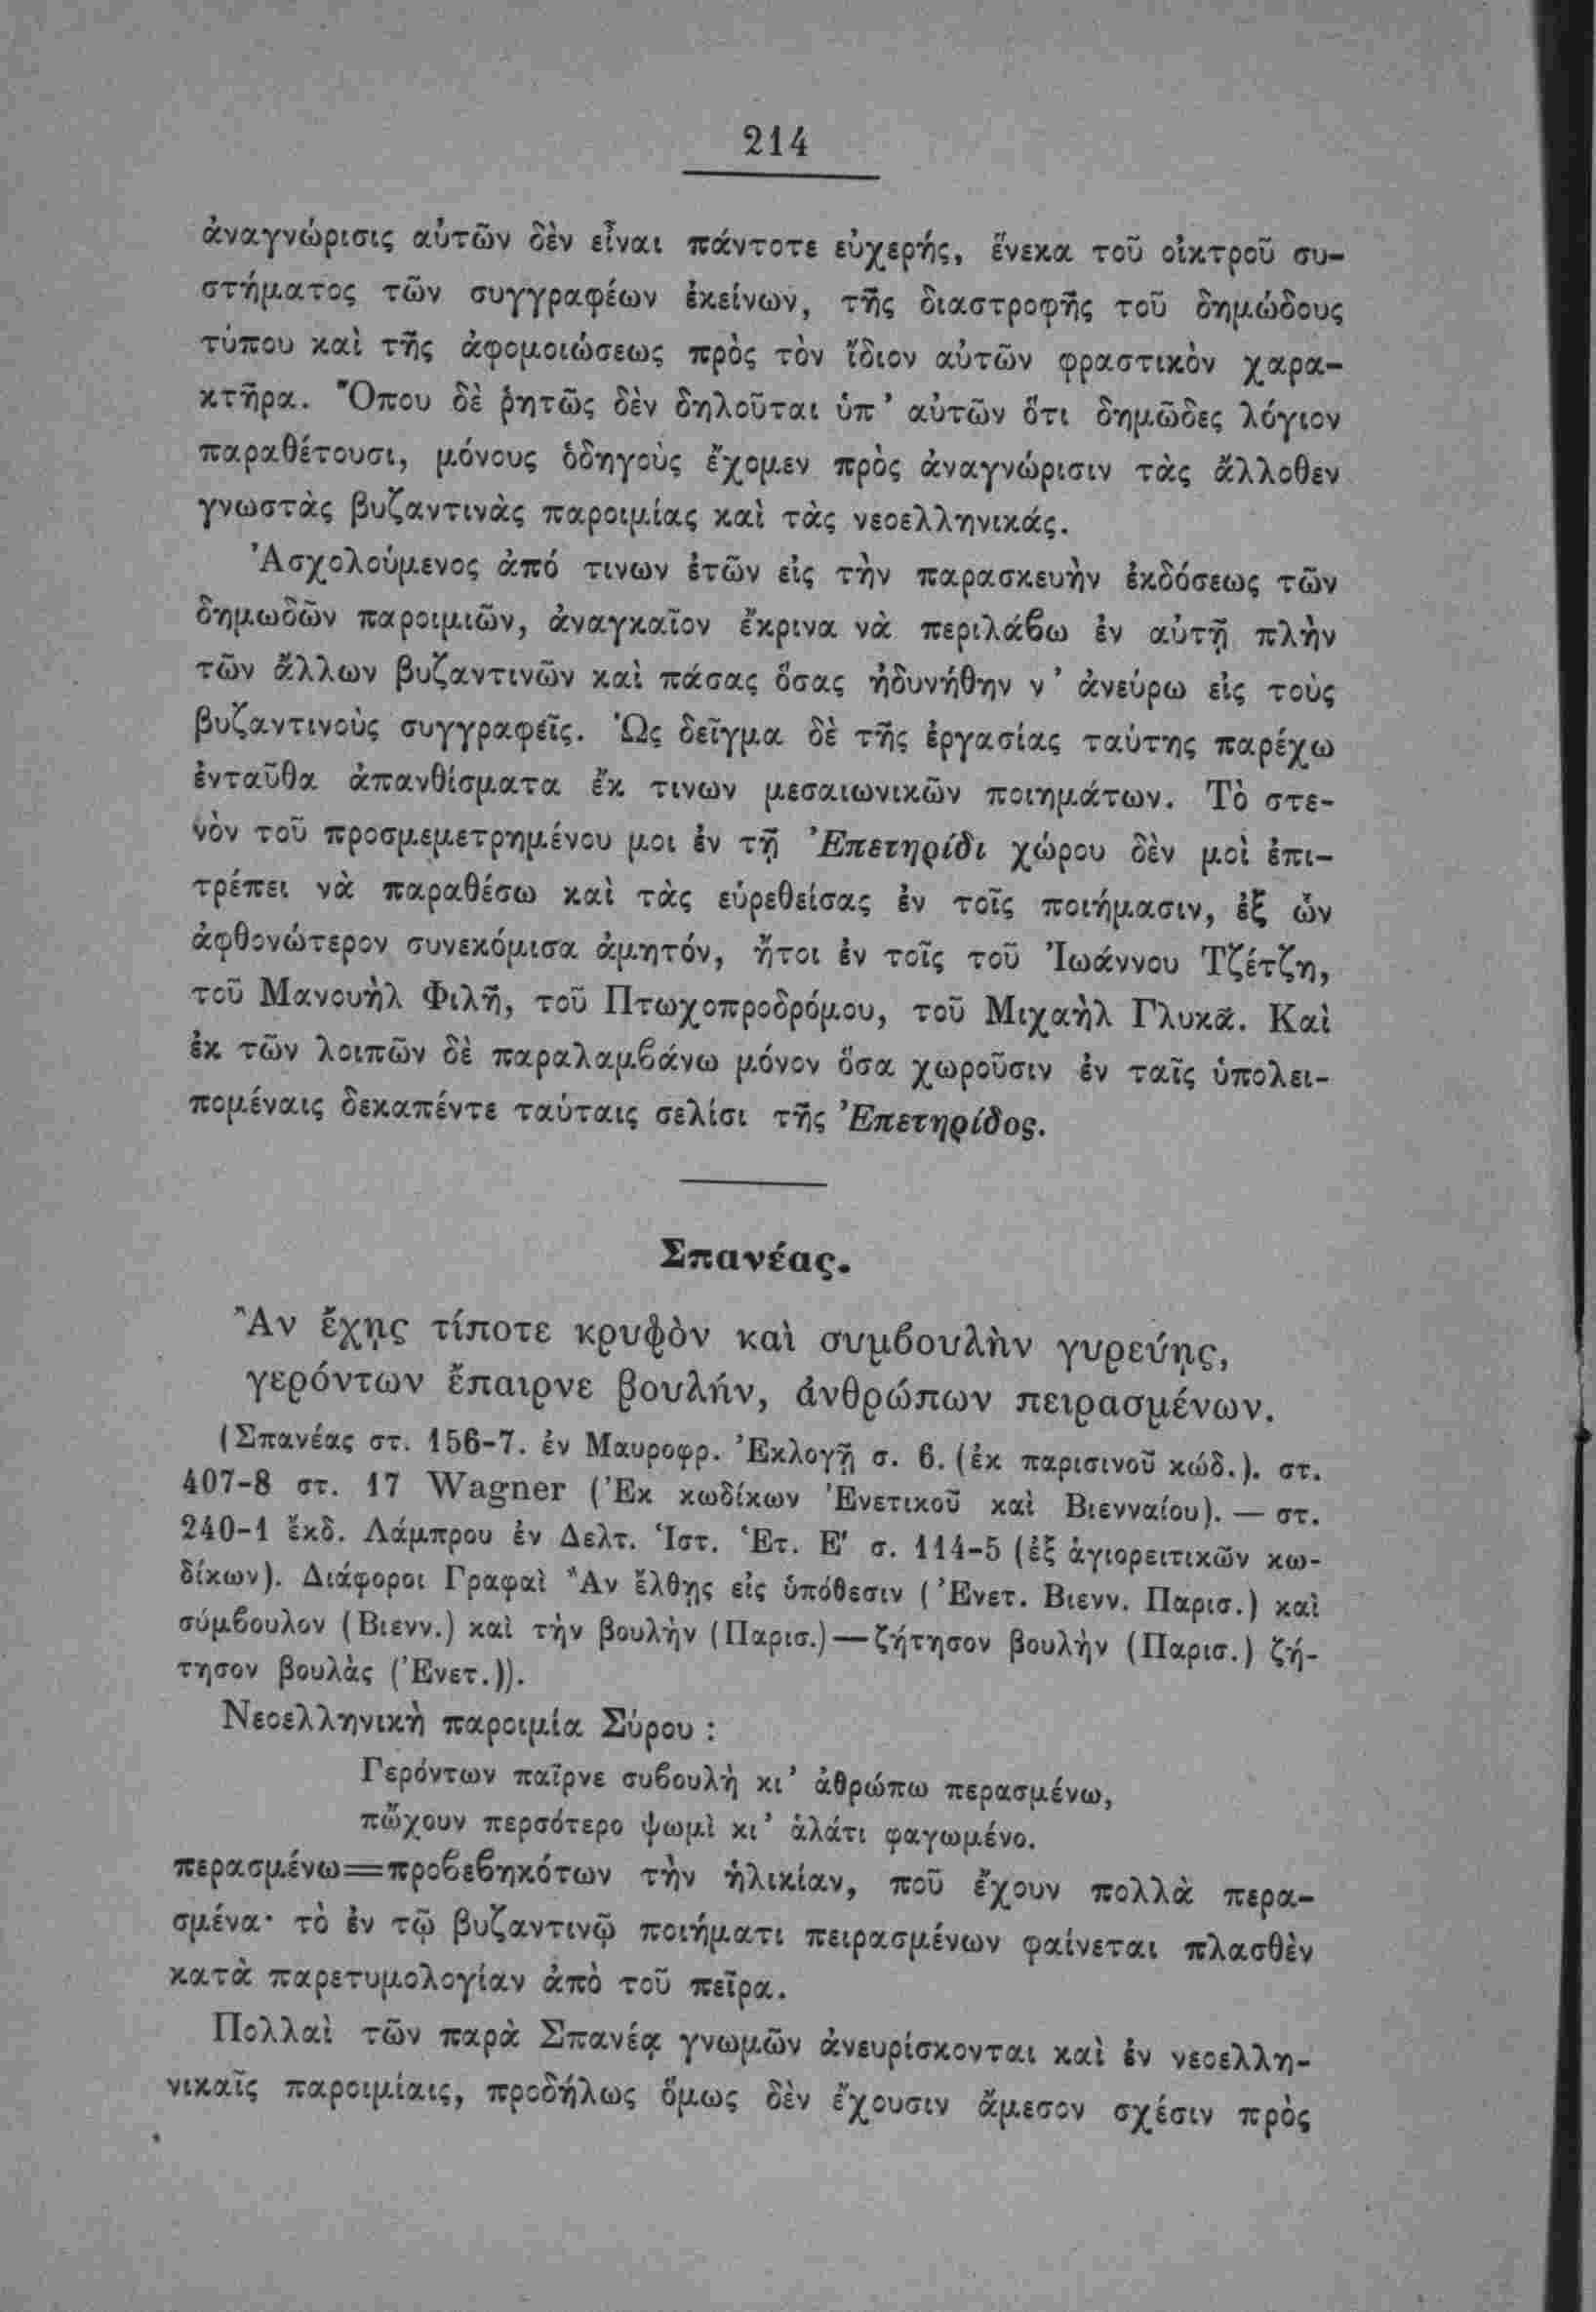 214
ἀναγνώρισις αὐτῶν δὲν εἶναι πάντοτε εὐχερής, ἕνεκα τοῦ οἰκτροῦ συ-
στήματος τῶν συγγραφέων ἐκείνων, τῆς διαστροφῆς τοῦ δημώδους
τύπου καὶ τῆς ἀφομοιώσεως πρὸς τὸν ἴδιον αὐτῶν φραστικὸν χαρα-
κτῆρα. Ὅπου δὲ ῥητῶς δὲν δηλοῦται ὑπ’ αὐτῶν ὅτι δημῶδες λόγιον
παραθέτουσι, μόνους ὁδηγοὺς ἔχομεν πρὸς ἀναγνώρισιν τὰς ἄλλοθεν
γνωστὰς βυζαντινὰς παροιμίας καὶ τὰς νεοελληνικάς.
Ἀσχολούμενος ἀπό τινων ἐτῶν εἰς τὴν παρασκευὴν ἐκδόσεως τῶν
δημωδῶν παροιμιῶν, ἀναγκαῖον ἔκρινα νὰ περιλάβω ἐν αὐτῇ πλὴν
τῶν ἄλλων βυζαντινῶν καὶ πάσας ὅσας ἠδυνήθην ν’ ἀνεύρω εἰς τοὺς
βυζαντινοὺς συγγραφεῖς. Ὡς δεῖγμα δὲ τῆς ἐργασίας ταύτης παρέχω
ἐνταῦθα ἀπανθίσματα ἔκ τινων μεσαιωνικῶν ποιημάτων. Τὸ στε-
νὸν τοῦ προσμεμετρημένου μοι ἐν τῇ Ἐπετηρίδι χώρου δὲν μοὶ ἐπι-
τρέπει νὰ παραθέσω καὶ τὰς εὑρεθείσας ἐν τοῖς ποιήμασιν, ἐξ ὧν
ἀφθονώτερον συνεκόμισα ἀμητόν, ἤτοι ἐν τοῖς τοῦ Ἰωάννου Τζέτζη,
τοῦ Μανουὴλ Φιλῆ, τοῦ Πτωχοπροδρόμου, τοῦ Μιχαὴλ Γλυκᾶ. Καὶ
ἐκ τῶν λοιπῶν δὲ παραλαμβάνω μόνον ὅσα χωροῦσιν ἐν ταῖς ὑπολει-
πομέναις δεκαπέντε ταύταις σελίσι τῆς Ἐπετηρίδος.
Σπανέας.
Ἂν ἔχῃς τίποτε κρυφὸν καὶ συμβουλὴν γυρεύῃς,
γερόντων ἔπαιρνε βουλήν, ἀνθρώπων πειρασμένων.
(Σπανέας στ. 156-7. ἐν Μαυροφρ. Ἐκλογῇ σ. 6. (ἐκ παρισινοῦ κώδ.). στ.
407-8 στ. 17 Wagner (Ἐκ κωδίκων Ἐνετικοῦ καὶ Βιενναίου). — στ.
240-1 ἔκδ. Λάμπρου ἐν Δελτ. Ἱστ. Ἑτ. Ε′ σ. 114-5 (ἐξ ἁγιορειτικῶν κω-
δίκων). Διάφοροι Γραφαὶ Ἂν ἔλθῃς εἰς ὑπόθεσιν (Ἐνετ. Βιενν. Παρισ.) καὶ
σύμβουλον (Βιενν.) καὶ τὴν βουλὴν (Παρισ.)—ζήτησον βουλὴν (Παρισ.) ζή-
τησον βουλὰς (Ἐνετ.)).
Νεοελληνικὴ παροιμία Σύρου :
Γερόντων παῖρνε συβουλὴ κι’ ἀθρώπω περασμένω,
πὤχουν περσότερο ψωμὶ κι’ ἁλάτι φαγωμένο.
περασμένω=προβεβηκότων τὴν ἡλικίαν, ποῦ ἔχουν πολλὰ περα-
σμένα· τὸ ἐν τῷ βυζαντινῷ ποιήματι πειρασμένων φαίνεται πλασθὲν
κατὰ παρετυμολογίαν ἀπὸ τοῦ πεῖρα.
Πολλαὶ τῶν παρὰ Σπανέᾳ γνωμῶν ἀνευρίσκονται καὶ ἐν νεοελλη-
νικαῖς παροιμίαις, προδήλως ὅμως δὲν ἔχουσιν ἄμεσον σχέσιν πρὸς